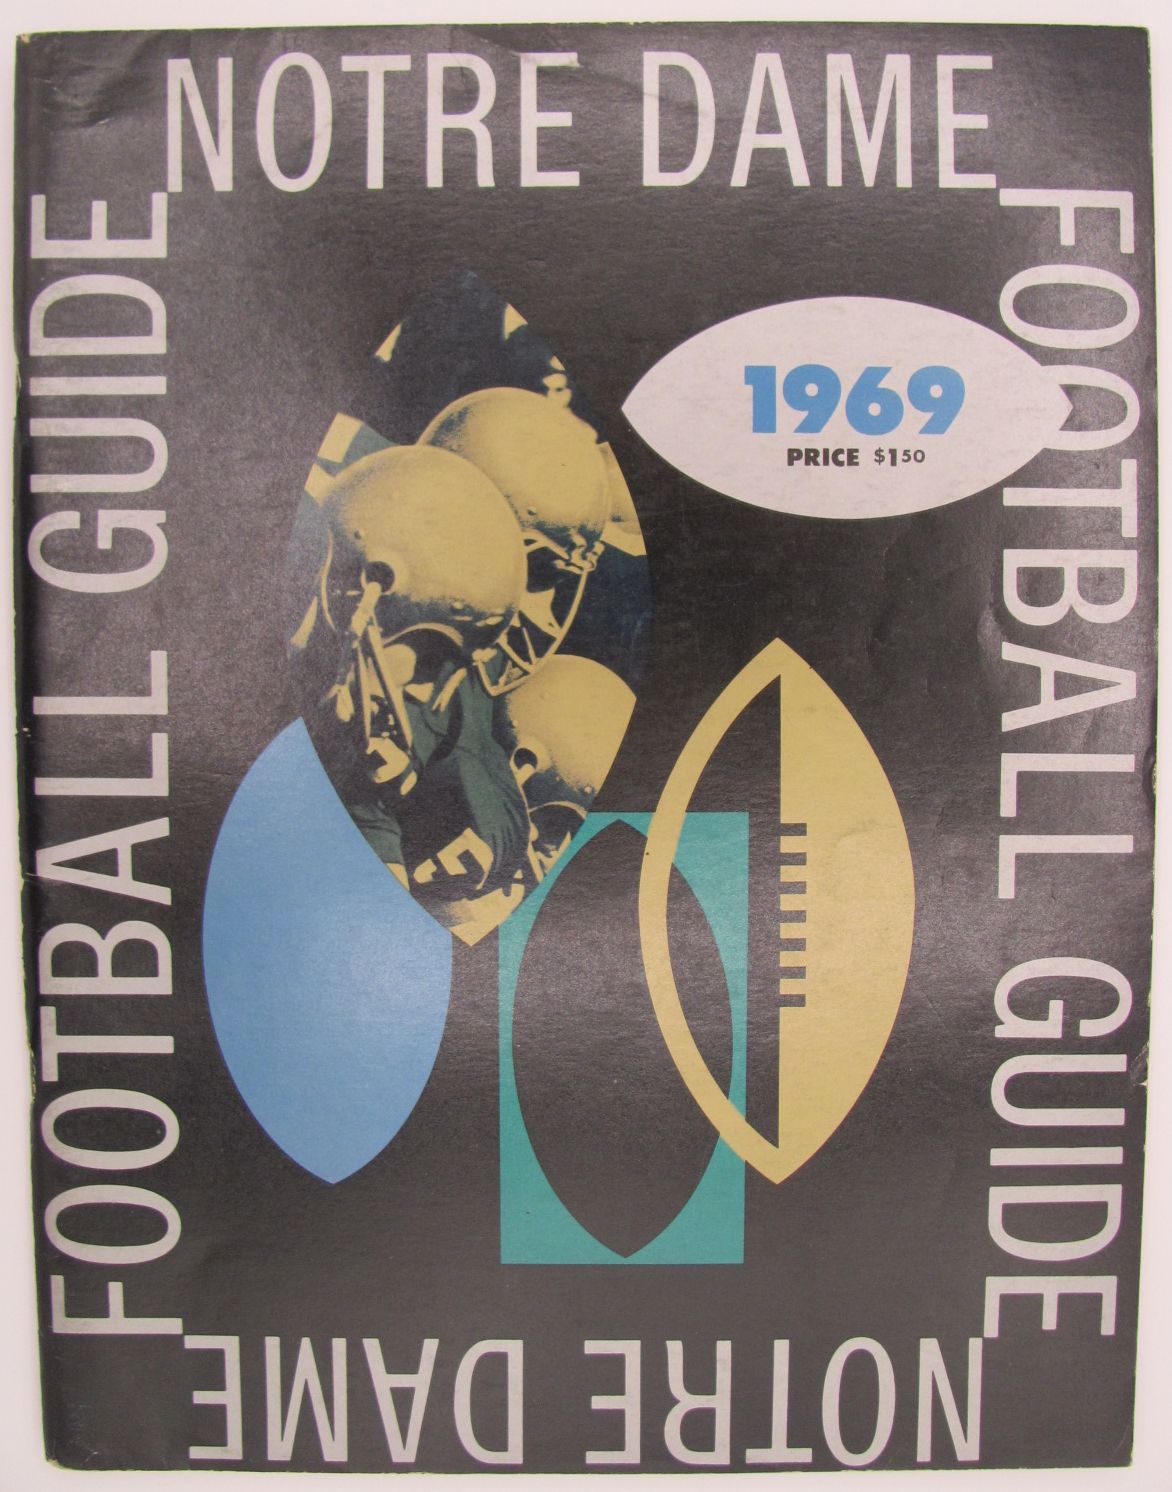 NOTRE DAME
FOOTBALL GUIDE
1969
PRICE $1.50
FOOTBALL GUIDE
NOTRE DAME